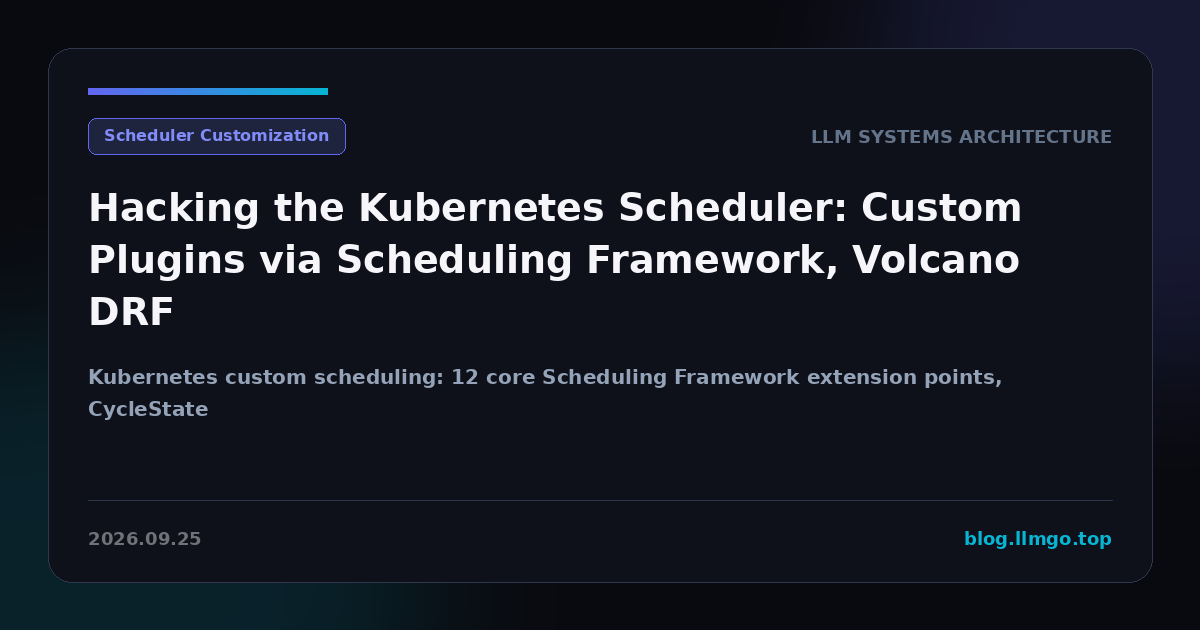 Scheduler Customization
LLM SYSTEMS ARCHITECTURE
Hacking the Kubernetes Scheduler: Custom
Plugins via Scheduling Framework, Volcano
DRF
Kubernetes custom scheduling: 12 core Scheduling Framework extension points,
CycleState
2026.09.25
blog.llmgo.top